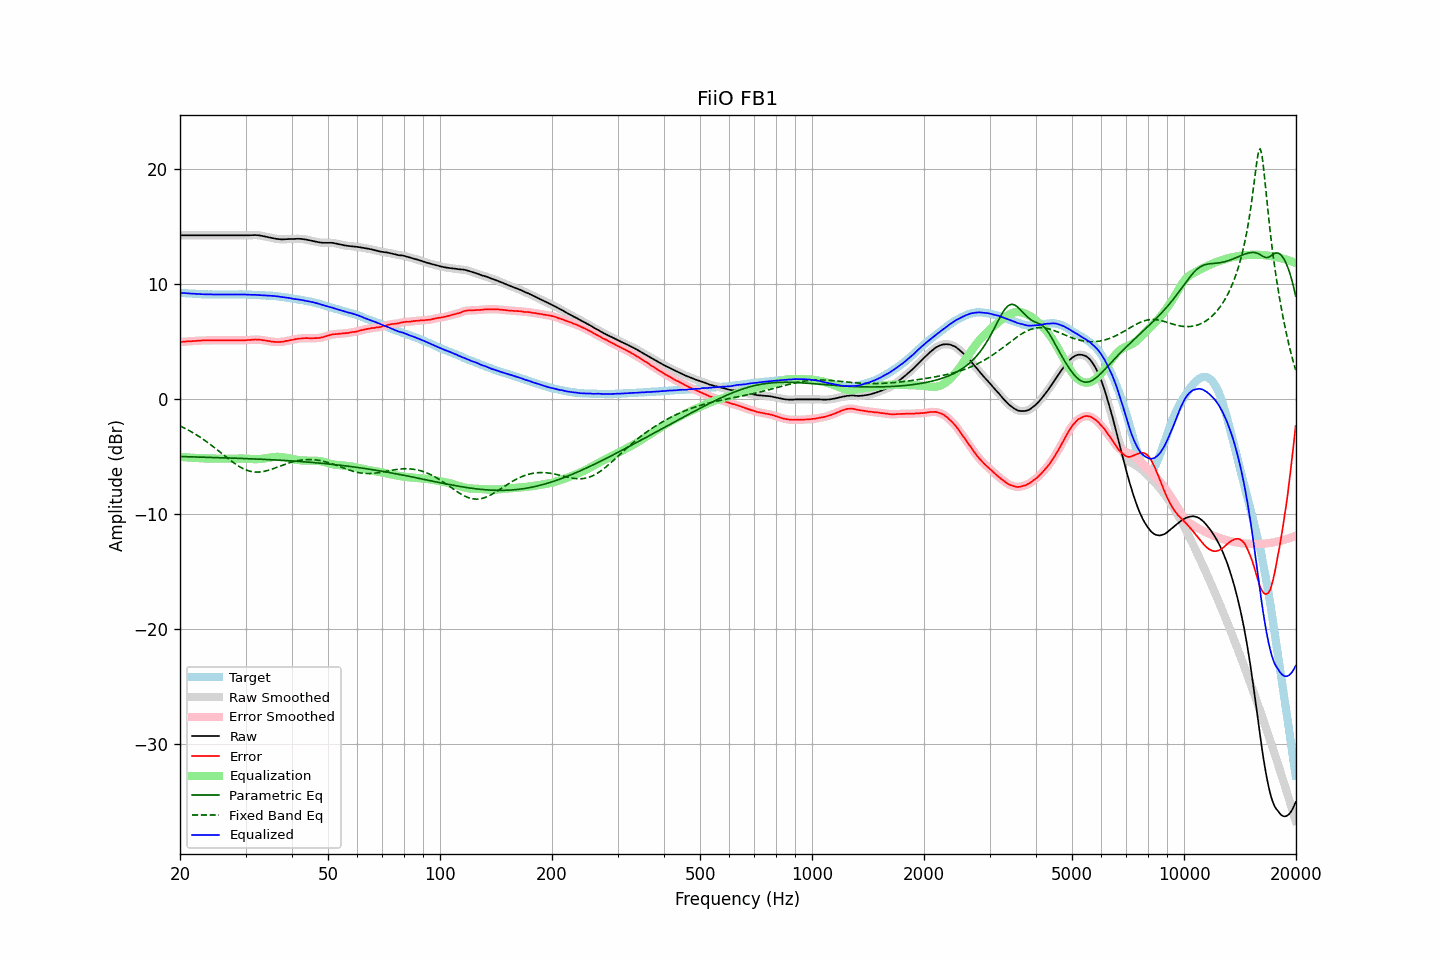 FiiO FB1
Amplitude (dBr)
20
10
0
−10
−20
−30
Target
Raw Smoothed
Error Smoothed
Raw
Error
Equalization
Parametric Eq
Fixed Band Eq
Equalized
20 50 100 200 500 1000 2000 5000 10000 20000
Frequency (Hz)